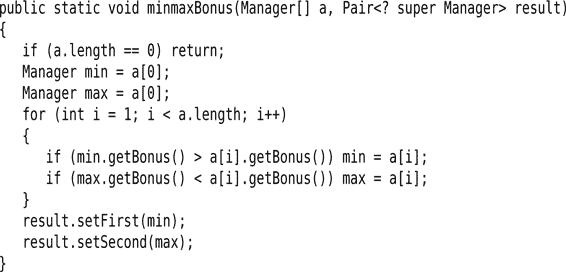 public static void minmaxBonus(Manager[] a, Pair<? super Manager> result)
{
   if (a.length == 0) return;
   Manager min = a[0];
   Manager max = a[0];
   for (int i = 1; i < a.length; i++)
   {
      if (min.getBonus() > a[i].getBonus()) min = a[i];
      if (max.getBonus() < a[i].getBonus()) max = a[i];
   }
   result.setFirst(min);
   result.setSecond(max);
}